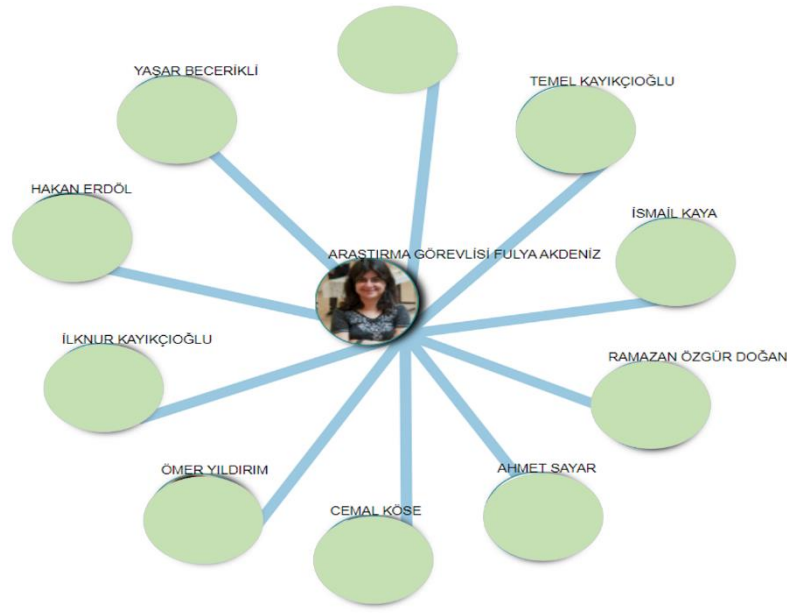 YAŞAR BECERİKLİ
TEMEL KAYIKÇIOĞLU
HAKAN ERDÖL
İSMAİL KAYA
ARAŞTIRMA GÖREVLİSİ FULYA AKDENİZ
İLKNUR KAYIKÇIOĞLU
RAMAZAN ÖZGÜR DOĞAN
ÖMER YILDIRIM
AHMET SAYAR
CEMAL KÖSE